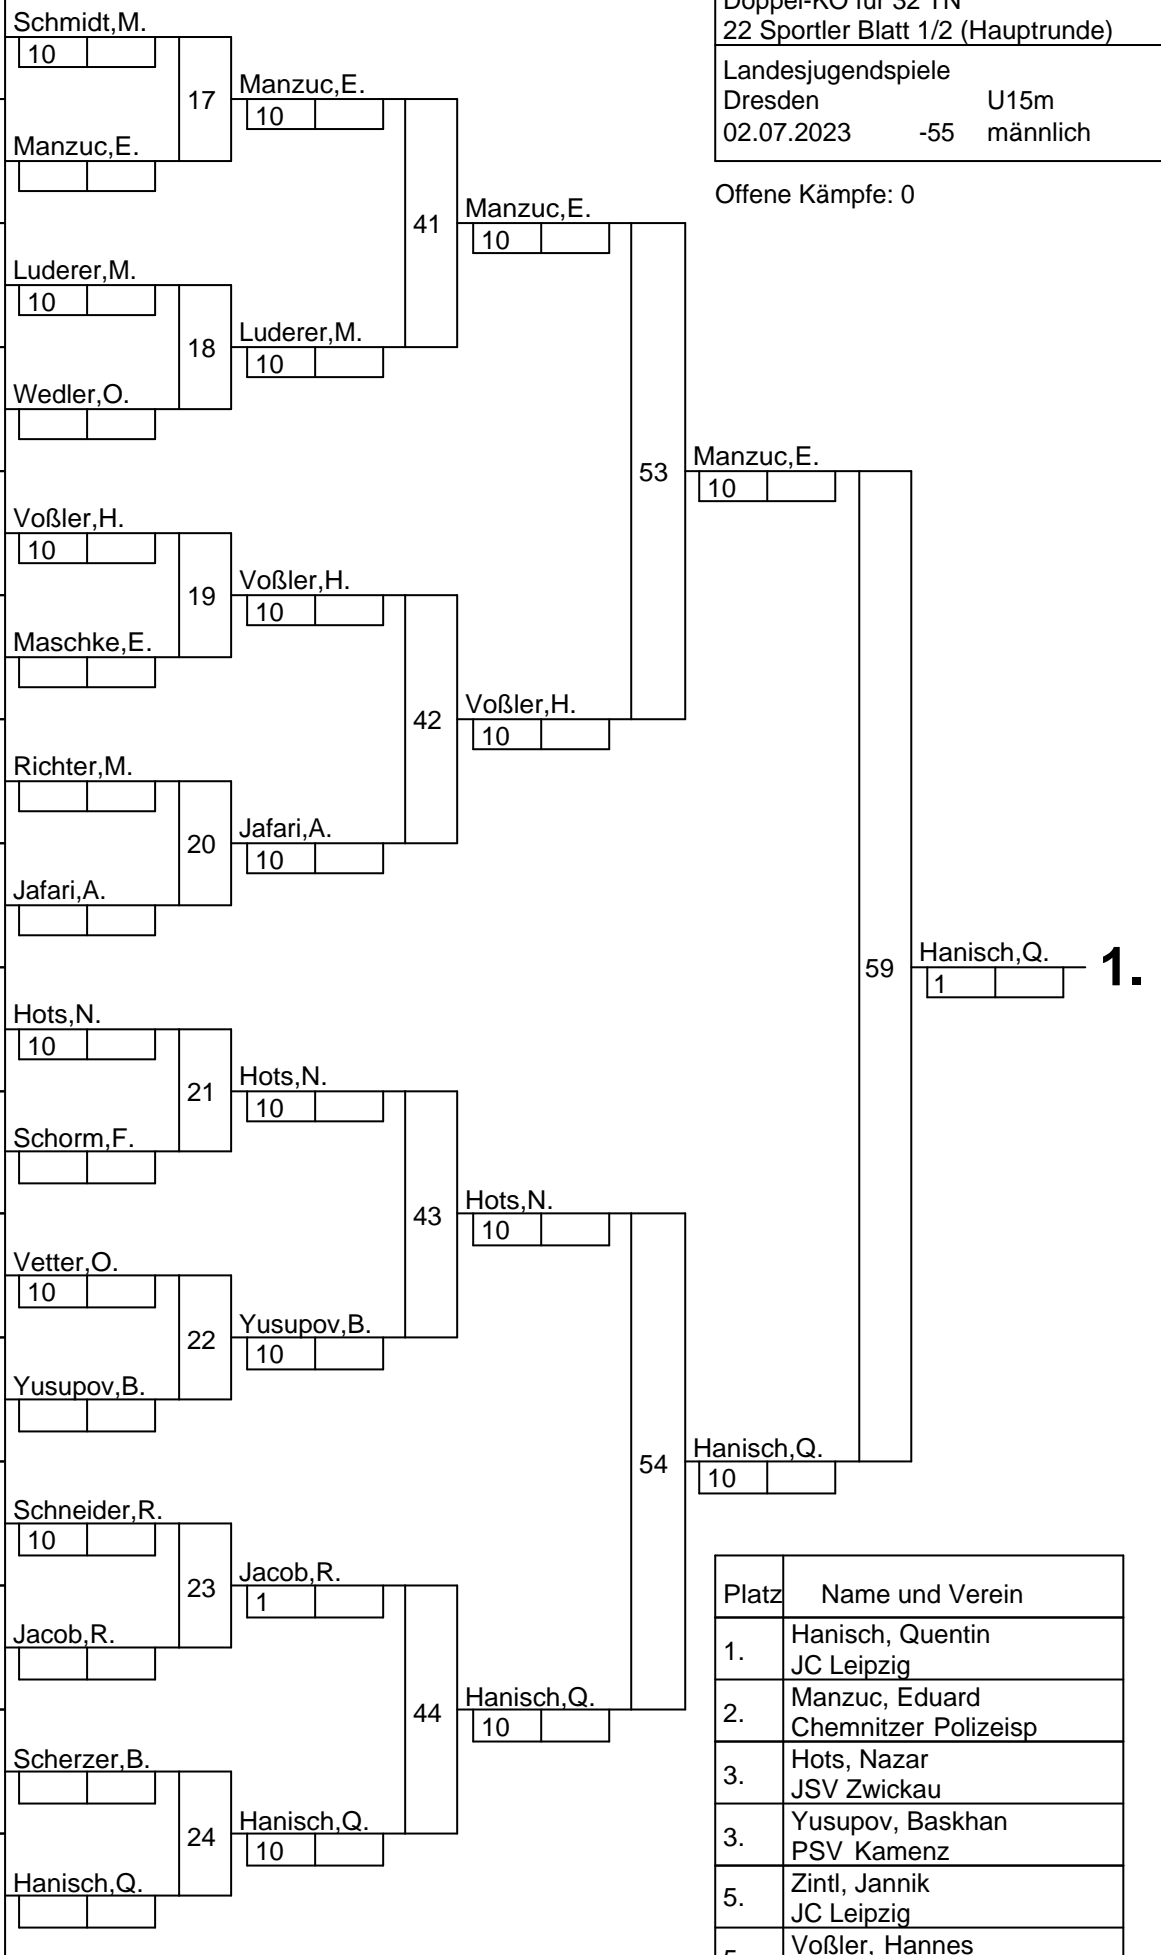 Doppel-KO für 32 TN
22 Sportler Blatt 1/2 (Hauptrunde)
Landesjugendspiele
Dresden U15m
02.07.2023 -55 männlich
Offene Kämpfe: 0
Schmidt,M.
10
17
Manzuc,E.
Manzuc,E.
10
41
Luderer,M.
10
18
Wedler,O.
Luderer,M.
10
Manzuc,E.
10
53
Voßler,H.
10
19
Maschke,E.
Voßler,H.
10
42
Richter,M.
20
Jafari,A.
Jafari,A.
10
Voßler,H.
10
Manzuc,E.
10
59
Hots,N.
10
21
Schorm,F.
Hots,N.
10
43
Vetter,O.
10
22
Yusupov,B.
Yusupov,B.
10
Hots,N.
10
54
Schneider,R.
10
23
Jacob,R.
Jacob,R.
1
44
Scherzer,B.
24
Hanisch,Q.
Hanisch,Q.
10
Hanisch,Q.
10
Hanisch,Q.
10
Hanisch,Q.
1
1.
Platz Name und Verein
1. Hanisch, Quentin
JC Leipzig
2. Manzuc, Eduard
Chemnitzer Polizeisp
3. Hots, Nazar
JSV Zwickau
3. Yusupov, Baskhan
PSV Kamenz
5. Zintl, Jannik
JC Leipzig
5. Voßler, Hannes